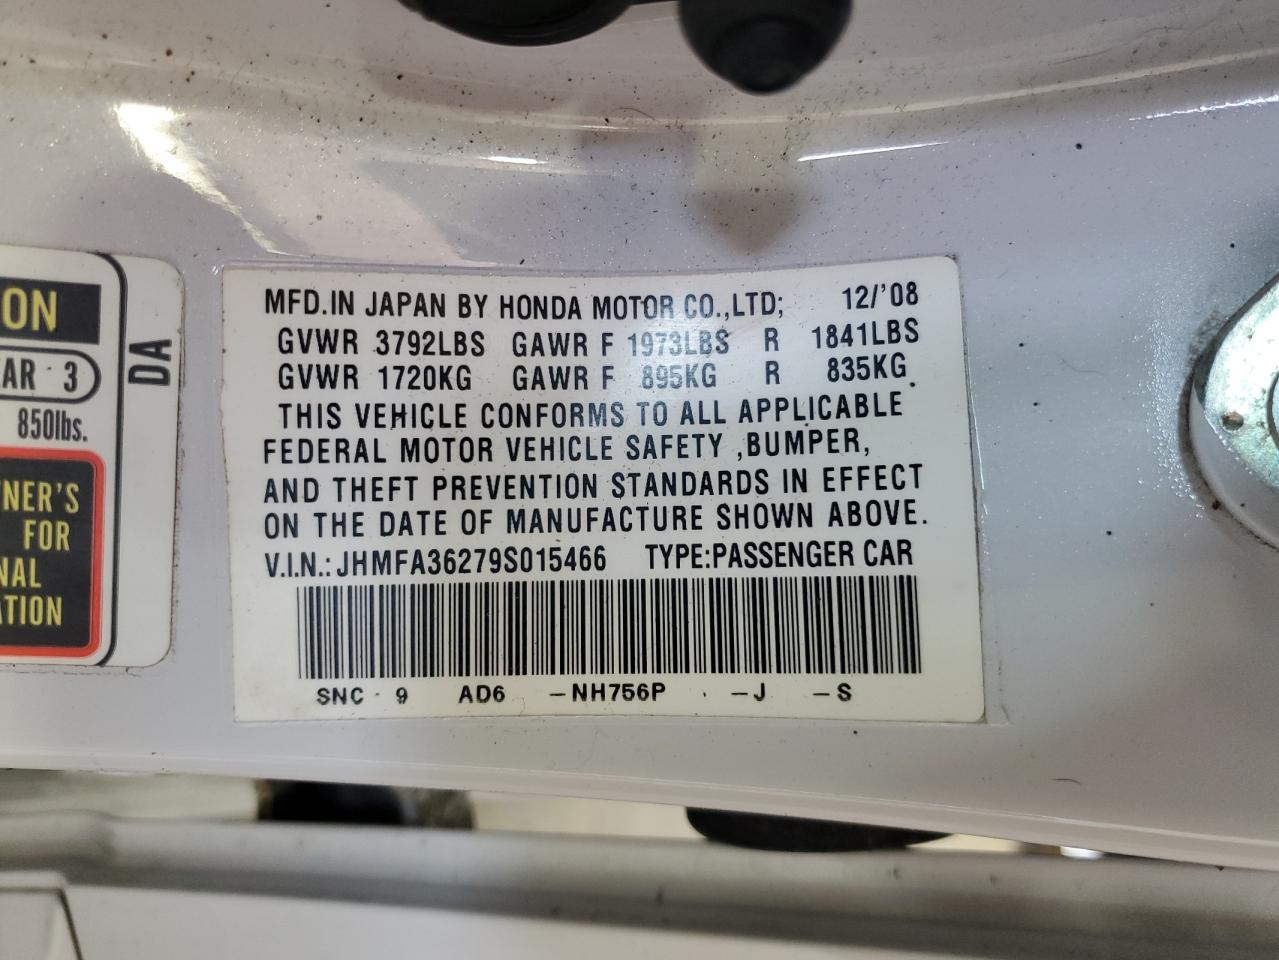 ON
AR 3
850lbs.
NER'S
FOR
NAL
ATION
DA
MFD.IN JAPAN BY HONDA MOTOR CO.,LTD; 12/'08
GVWR 3792LBS GAWR F 1973LBS R 1841LBS
GVWR 1720KG GAWR F 895KG R 835KG.
THIS VEHICLE CONFORMS TO ALL APPLICABLE
FEDERAL MOTOR VEHICLE SAFETY ,BUMPER,
AND THEFT PREVENTION STANDARDS IN EFFECT
ON THE DATE OF MANUFACTURE SHOWN ABOVE.
V.I.N.:JHMFA36279S015466 TYPE:PASSENGER CAR
SNC - 9 AD6 -NH756P -J -S